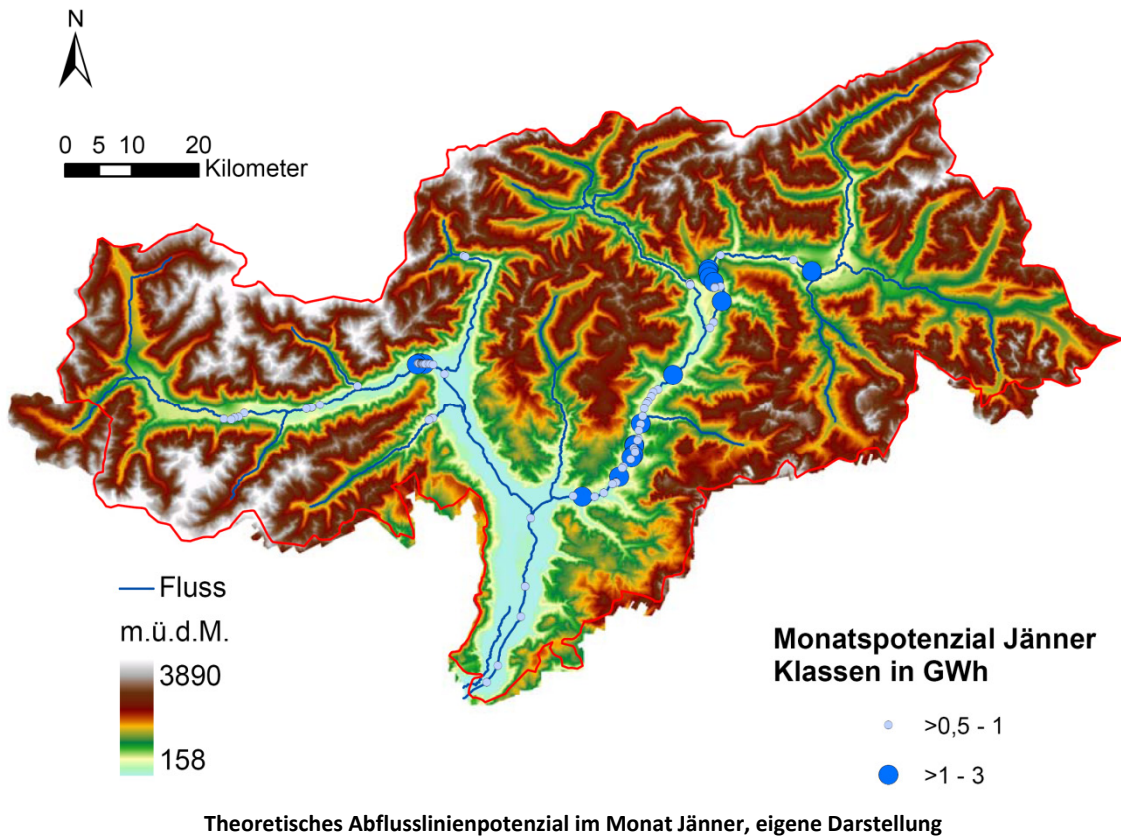 N
0 5 10 20
Kilometer
Fluss
m.ü.d.M.
3890
158
Monatspotenzial Jänner
Klassen in GWh
>0,5 - 1
>1 - 3
Theoretisches Abflusslinienpotenzial im Monat Jänner, eigene Darstellung